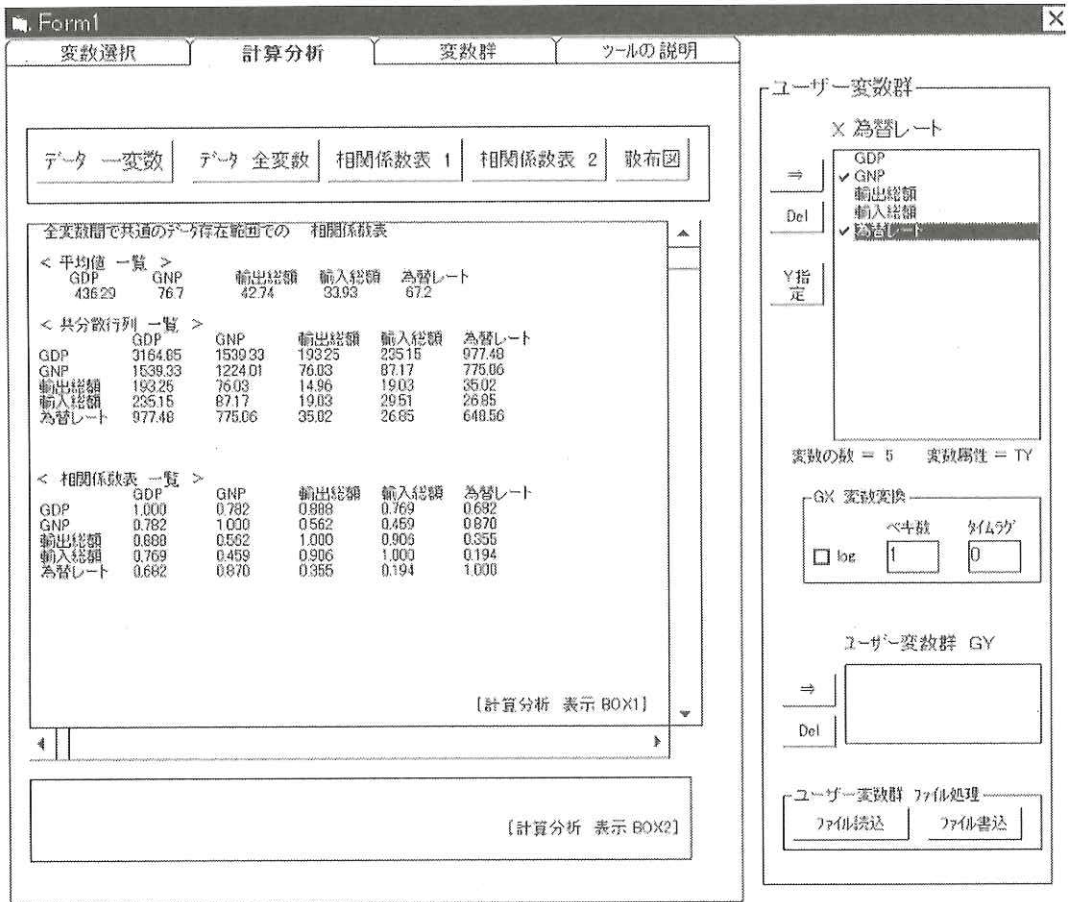 Form1
変数選択 計算分析 変数群 ツールの説明
データ 一変数 データ 全変数 相関係数表 1 相関係数表 2 散布図
全変数間で共通のデータ存在範囲での 相関係数表
< 平均値 一覧 >
GDP GNP 輸出総額 輸入総額 為替レート
436.29 76.7 42.74 33.93 67.2
< 共分散行列 一覧 >
GDP GNP 輸出総額 輸入総額 為替レート
GDP 3164.65 1539.33 193.25 235.15 977.48
GNP 1539.33 1224.01 76.03 87.17 775.06
輸出総額 193.25 76.03 14.96 19.03 35.02
輸入総額 235.15 87.17 19.03 29.51 26.85
為替レート 977.48 775.06 35.02 26.85 648.56
< 相関係数表 一覧 >
GDP GNP 輸出総額 輸入総額 為替レート
GDP 1.000 0.782 0.888 0.769 0.682
GNP 0.782 1.000 0.562 0.459 0.870
輸出総額 0.888 0.562 1.000 0.906 0.355
輸入総額 0.769 0.459 0.906 1.000 0.194
為替レート 0.682 0.870 0.355 0.194 1.000
[計算分析 表示 BOX1]
[計算分析 表示 BOX2]
ユーザー変数群
X 為替レート
⇒
Del
Y指定
GDP
✓ GNP
輸出総額
輸入総額
✓ 為替レート
変数の数 = 5 変数属性 = TY
GX 変数変換
ベキ数 タイムラグ
log 1 0
ユーザー変数群 GY
⇒
Del
ユーザー変数群 ファイル処理
ファイル読込 ファイル書込